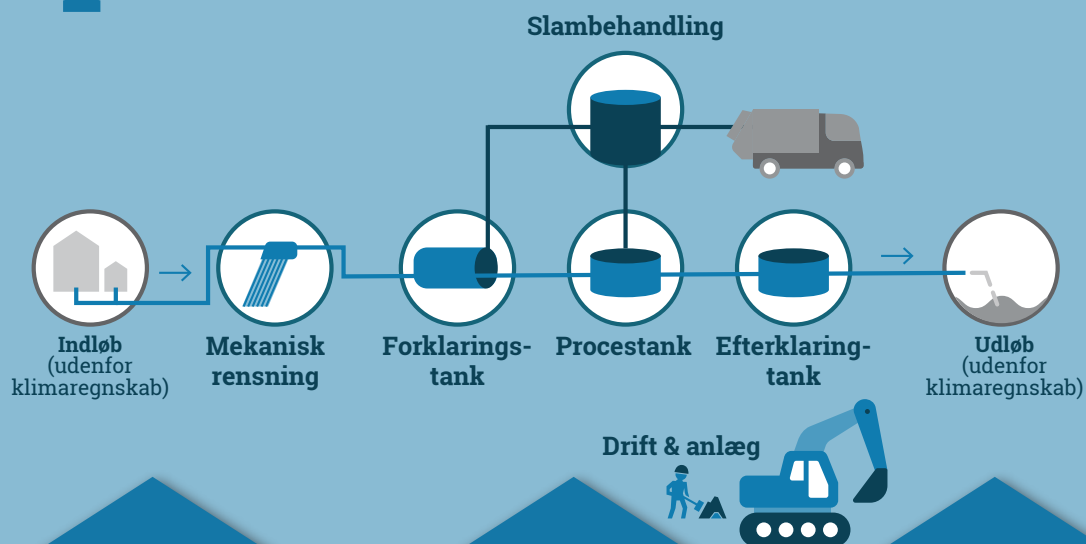 Slambehandling
Indløb
(udenfor
klimaregnskab)
Mekanisk
rensning
Forklarings-
tank
Procestank
Efterklaring-
tank
Udløb
(udenfor
klimaregnskab)
Drift & anlæg